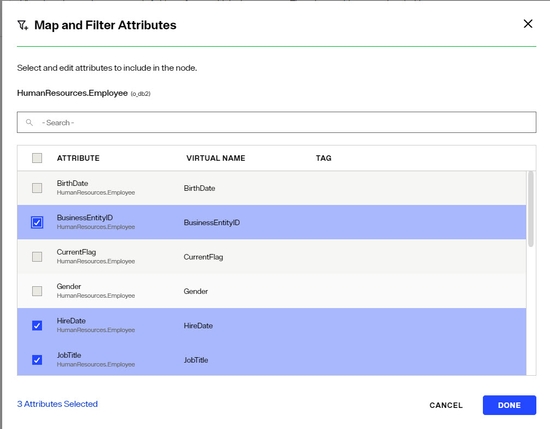 Map and Filter Attributes
Select and edit attributes to include in the node.
HumanResources.Employee (o_db2)
- Search -
ATTRIBUTE VIRTUAL NAME TAG
BirthDate
HumanResources.Employee
BirthDate
BusinessEntityID
HumanResources.Employee
BusinessEntityID
CurrentFlag
HumanResources.Employee
CurrentFlag
Gender
HumanResources.Employee
Gender
HireDate
HumanResources.Employee
HireDate
JobTitle
HumanResources.Employee
JobTitle
3 Attributes Selected
CANCEL DONE